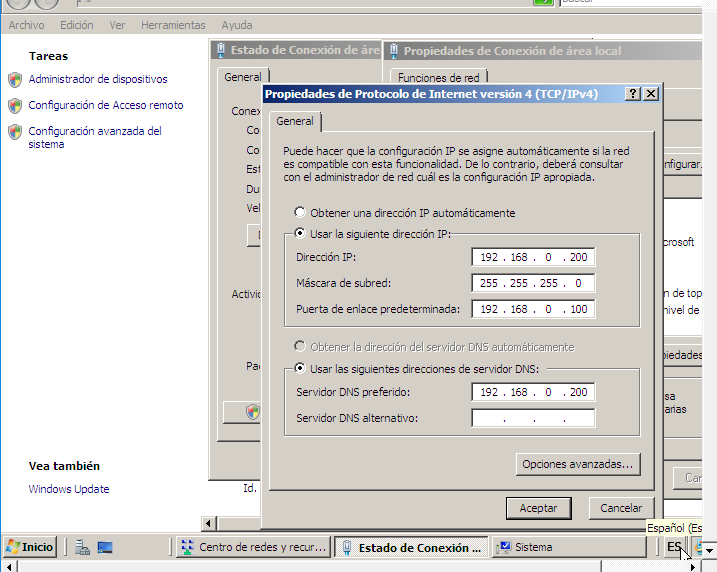 Archivo Edición Ver Herramientas Ayuda
Tareas
Administrador de dispositivos
Configuración de Acceso remoto
Configuración avanzada del
sistema
Vea también
Windows Update
Estado de Conexión de áre
General
Propiedades de Conexión de área local
Funciones de red
Propiedades de Protocolo de Internet versión 4 (TCP/IPv4)
General
Puede hacer que la configuración IP se asigne automáticamente si la red
es compatible con esta funcionalidad. De lo contrario, deberá consultar
con el administrador de red cuál es la configuración IP apropiada.
Obtener una dirección IP automáticamente
Usar la siguiente dirección IP:
Dirección IP: 192 . 168 . 0 . 200
Máscara de subred: 255 . 255 . 255 . 0
Puerta de enlace predeterminada: 192 . 168 . 0 . 100
Obtener la dirección del servidor DNS automáticamente
Usar las siguientes direcciones de servidor DNS:
Servidor DNS preferido: 192 . 168 . 0 . 200
Servidor DNS alternativo: . . .
Opciones avanzadas...
Aceptar Cancelar
Conex
Co
Co
Est
Du
Vel
Activid
Pac
Id.
nfigurar.
crosoft
n de top
nivel de
piedades
sa
arias
Can
Español (Es
Inicio Centro de redes y recur... Estado de Conexión ... Sistema ES